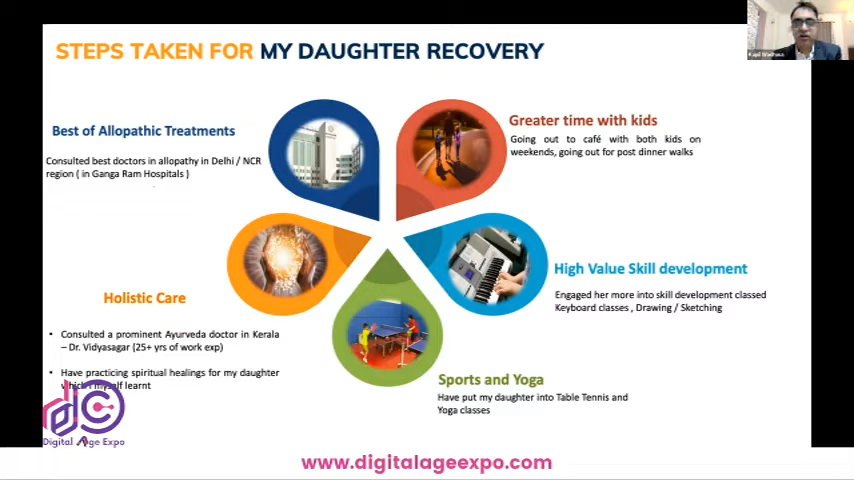 STEPS TAKEN FOR MY DAUGHTER RECOVERY
Best of Allopathic Treatments
Consulted best doctors in allopathy in Delhi / NCR
region ( in Ganga Ram Hospitals )
Greater time with kids
Going out to café with both kids on
weekends, going out for post dinner walks
High Value Skill development
Engaged her more into skill development classed
Keyboard classes , Drawing / Sketching
Holistic Care
• Consulted a prominent Ayurveda doctor in Kerala
– Dr. Vidyasagar (25+ yrs of work exp)
• Have practicing spiritual healings for my daughter
which I myself learnt
Sports and Yoga
Have put my daughter into Table Tennis and
Yoga classes
Digital Age Expo
www.digitalageexpo.com
Kapil